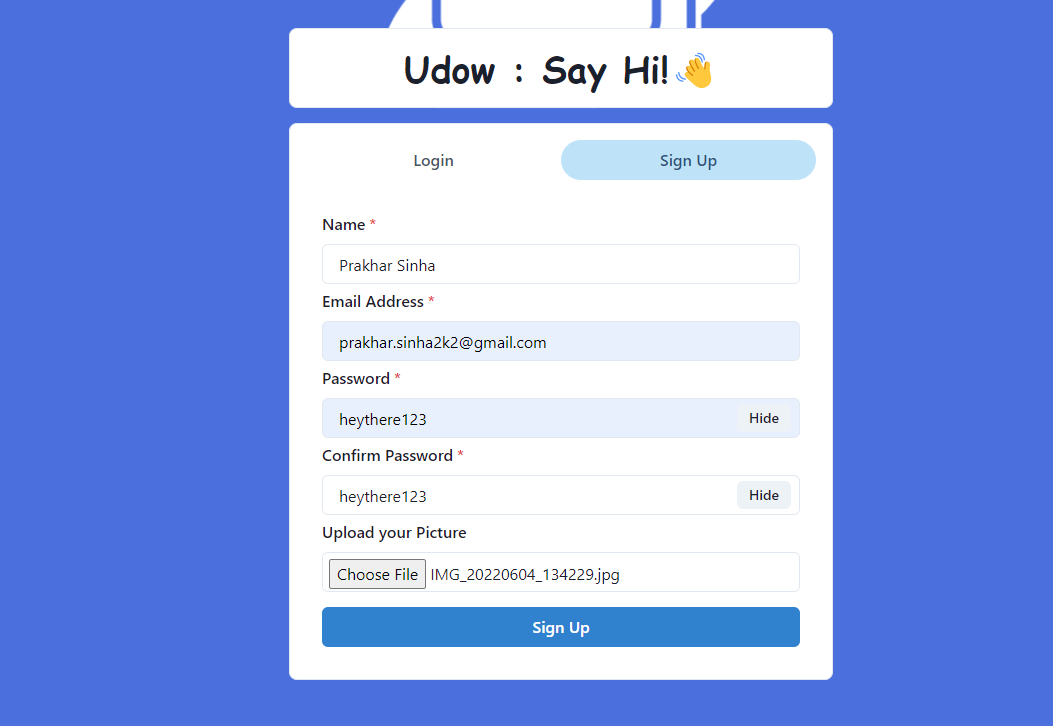 Udow : Say Hi!👋
Login Sign Up
Name *
Prakhar Sinha
Email Address *
prakhar.sinha2k2@gmail.com
Password *
heythere123 Hide
Confirm Password *
heythere123 Hide
Upload your Picture
Choose File IMG_20220604_134229.jpg
Sign Up